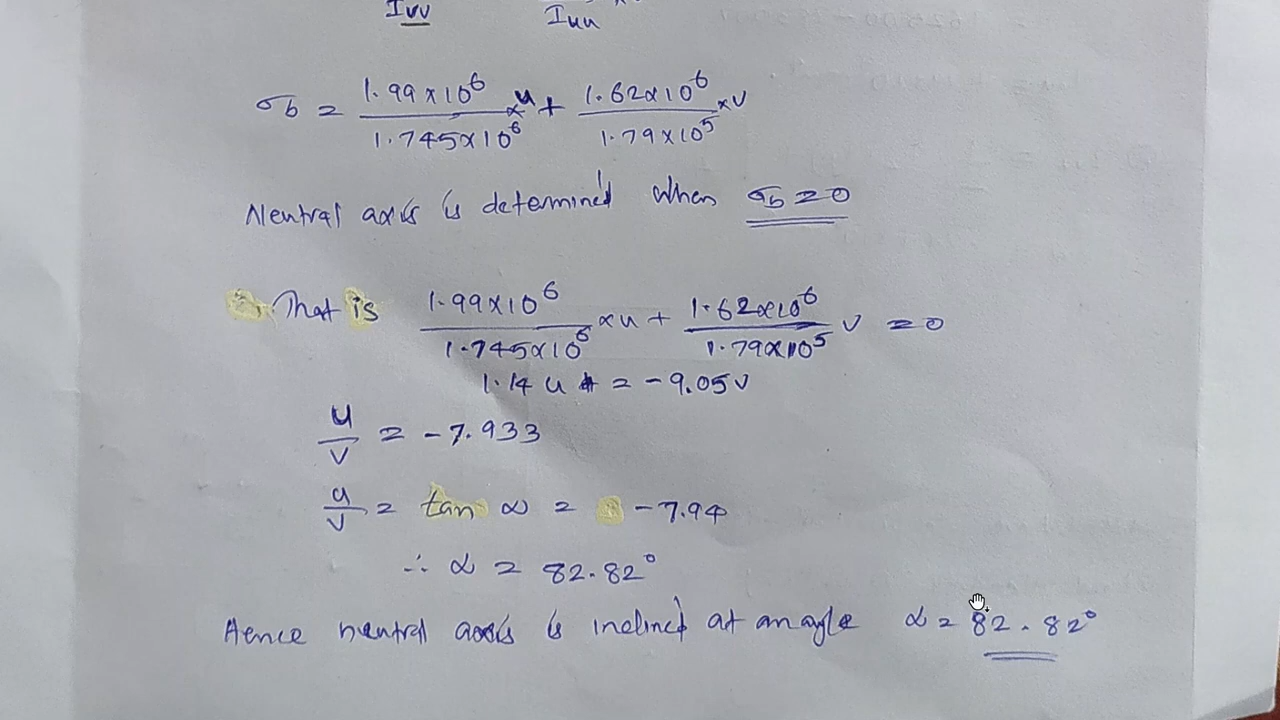 Ivv Iuu
σb = 1.99×10⁶/1.745×10⁶ ×u + 1.62×10⁶/1.79×10⁵ ×v
Neutral axis is determined when σb = 0
That is 1.99×10⁶/1.745×10⁶ ×u + 1.62×10⁶/1.79×10⁵ v = 0
1.14 u = -9.05v
u/v = -7.933
u/v = tan α = -7.94
∴ α = 82.82°
Hence neutral axis is inclined at an angle α = 82.82°